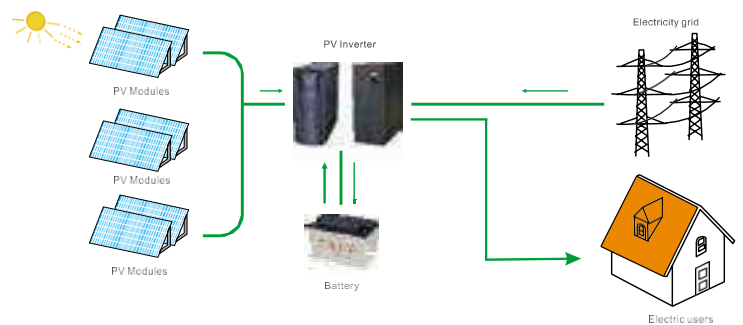 Electricity grid
PV Inverter
PV Modules
PV Modules
PV Modules
Battery
Electric users